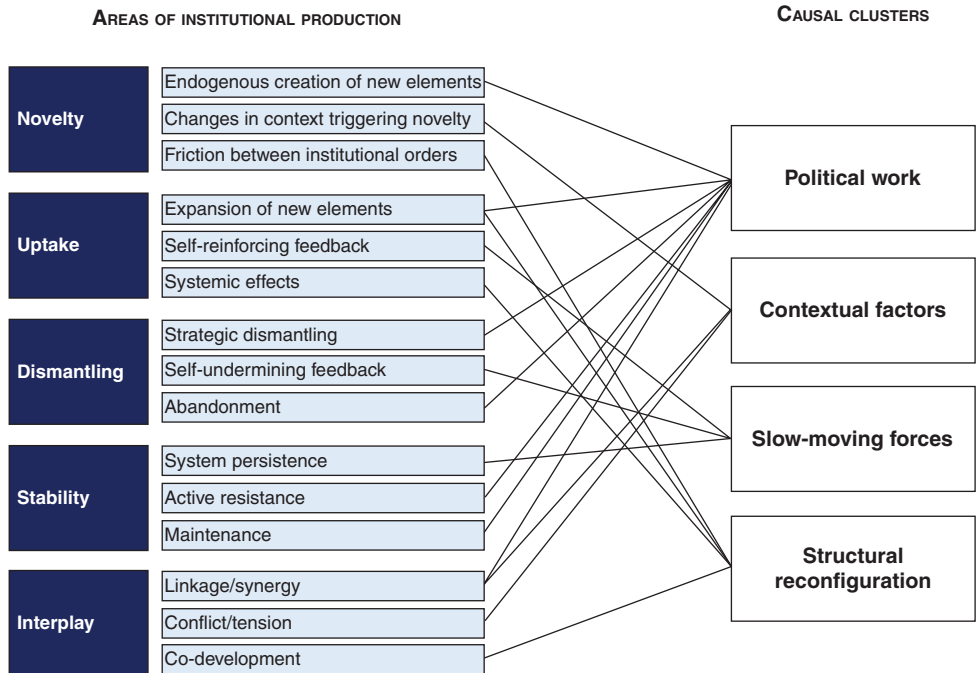 AREAS OF INSTITUTIONAL PRODUCTION
CAUSAL CLUSTERS
Novelty
Endogenous creation of new elements
Changes in context triggering novelty
Friction between institutional orders
Uptake
Expansion of new elements
Self-reinforcing feedback
Systemic effects
Dismantling
Strategic dismantling
Self-undermining feedback
Abandonment
Stability
System persistence
Active resistance
Maintenance
Interplay
Linkage/synergy
Conflict/tension
Co-development
Political work
Contextual factors
Slow-moving forces
Structural
reconfiguration